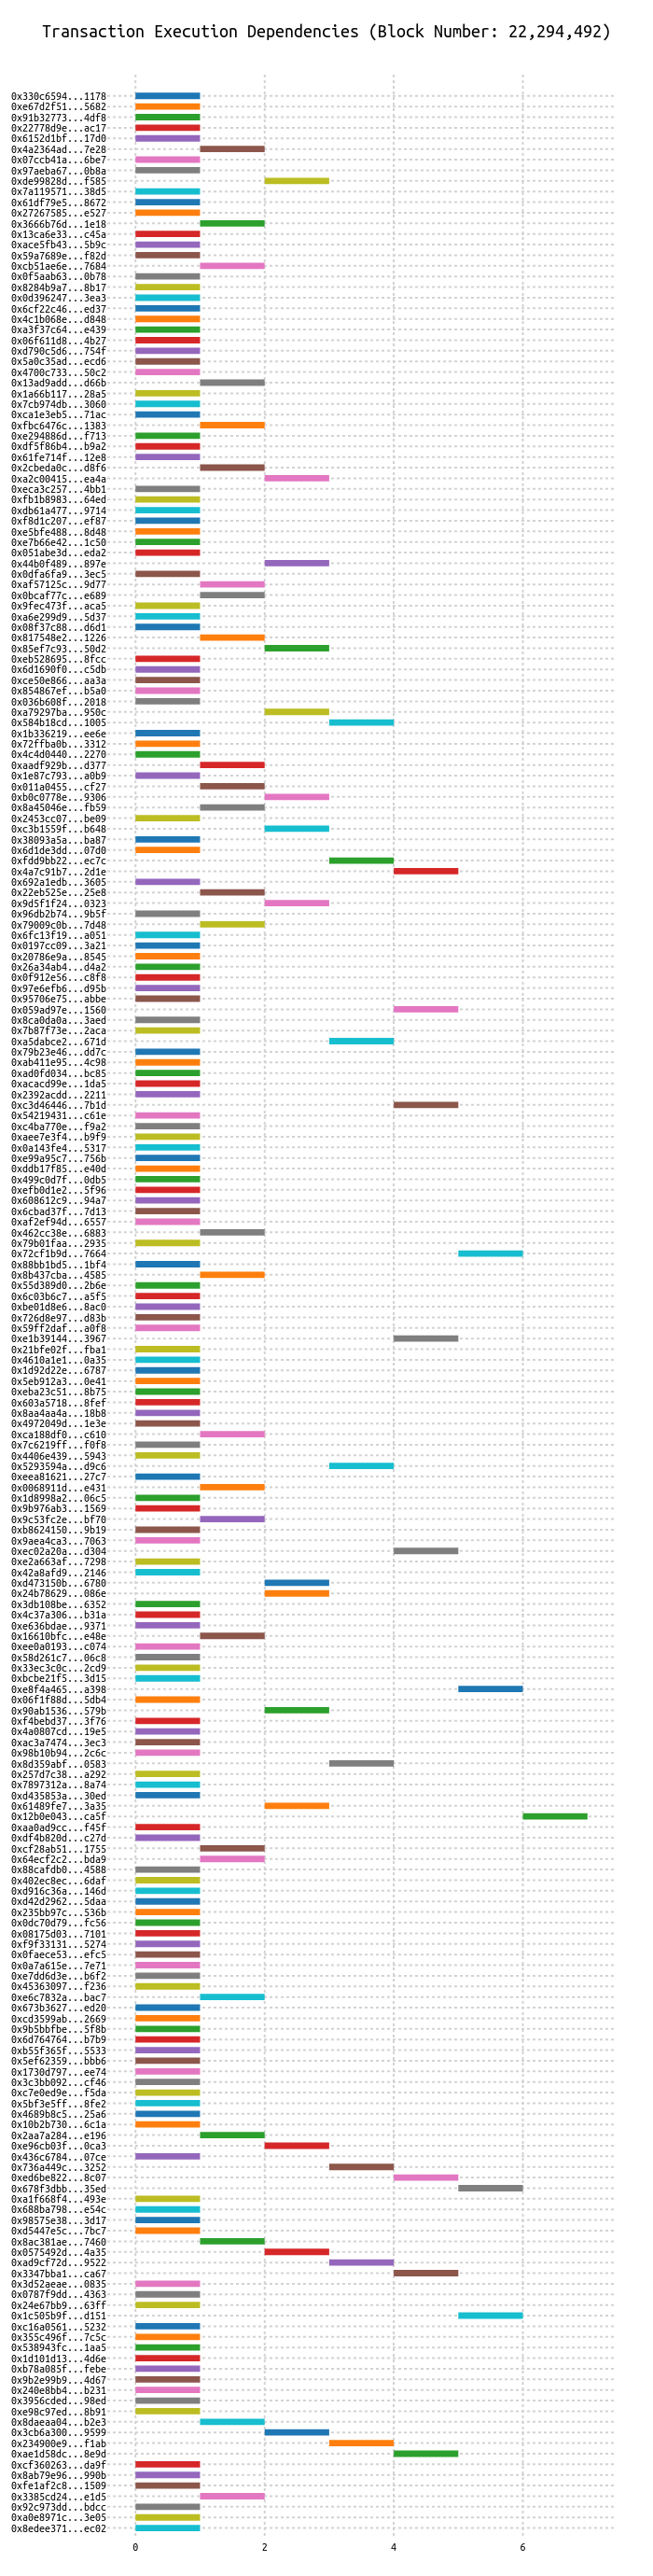 Transaction Execution Dependencies (Block Number: 22,294,492)
0x330c6594...1178
0xe67d2f51...5682
0x91b32773...4df8
0x22778d9e...ac17
0x6152d1bf...17d0
0x4a2364ad...7e28
0x07ccb41a...6be7
0x97aeba67...0b8a
0xde99828d...f585
0x7a119571...38d5
0x61df79e5...8672
0x27267585...e527
0x3666b76d...1e18
0x13ca6e33...c45a
0xace5fb43...5b9c
0x59a7689e...f82d
0xcb51ae6e...7684
0x0f5aab63...0b78
0x8284b9a7...8b17
0x0d396247...3ea3
0x6cf22c46...ed37
0x4c1b068e...d848
0xa3f37c64...e439
0x06f611d8...4b27
0xd790c5d6...754f
0x5a0c35ad...ecd6
0x4700c733...50c2
0x13ad9add...d66b
0x1a66b117...28a5
0x7cb974db...3060
0xca1e3eb5...71ac
0xfbc6476c...1383
0xe294886d...f713
0xdf5f86b4...b9a2
0x61fe714f...12e8
0x2cbeda0c...d8f6
0xa2c00415...ea4a
0xeca3c257...4bb1
0xfb1b8983...64ed
0xdb61a477...9714
0xf8d1c207...ef87
0xe5bfe488...8d48
0xe7b66e42...1c50
0x051abe3d...eda2
0x44b0f489...897e
0x0dfa6fa9...3ec5
0xaf57125c...9d77
0x0bcaf77c...e689
0x9fec473f...aca5
0xa6e299d9...5d37
0x08f37c88...d6d1
0x817548e2...1226
0x85ef7c93...50d2
0xeb528695...8fcc
0x6d1690f0...c5db
0xce50e866...aa3a
0x854867ef...b5a0
0x036b608f...2018
0xa79297ba...950c
0x584b18cd...1005
0x1b336219...ee6e
0x72ffba0b...3312
0x4c4d0440...2270
0xaadf929b...d377
0x1e87c793...a0b9
0x011a0455...cf27
0xb0c0778e...9306
0x8a45046e...fb59
0x2453cc07...be09
0xc3b1559f...b648
0x38093a5a...ba87
0x6d1de3dd...07d0
0xfdd9bb22...ec7c
0x4a7c91b7...2d1e
0x692a1edb...3605
0x22eb525e...25e8
0x9d5f1f24...0323
0x96db2b74...9b5f
0x79009c0b...7d48
0x6fc13f19...a051
0x0197cc09...3a21
0x20786e9a...8545
0x26a34ab4...d4a2
0x0f912e56...c8f8
0x97e6efb6...d95b
0x95706e75...abbe
0x059ad97e...1560
0x8ca0da0a...3aed
0x7b87f73e...2aca
0xa5dabce2...671d
0x79b23e46...dd7c
0xab411e95...4c98
0xad0fd034...bc85
0xacacd99e...1da5
0x2392acdd...2211
0xc3d46446...7b1d
0x54219431...c61e
0xc4ba770e...f9a2
0xaee7e3f4...b9f9
0x0a143fe4...5317
0xe99a95c7...756b
0xddb17f85...e40d
0x499c0d7f...0db5
0xefb0d1e2...5f96
0x608612c9...94a7
0x6cbad37f...7d13
0xaf2ef94d...6557
0x462cc38e...6883
0x79b01faa...2935
0x72cf1b9d...7664
0x88bb1bd5...1bf4
0x8b437cba...4585
0x55d389d0...2b6e
0x6c03b6c7...a5f5
0xbe01d8e6...8ac0
0x726d8e97...d83b
0x59ff2daf...a0f8
0xe1b39144...3967
0x21bfe02f...fba1
0x4610a1e1...0a35
0x1d92d22e...6787
0x5eb912a3...0e41
0xeba23c51...8b75
0x603a5718...8fef
0x8aa4aa4a...18b8
0x4972049d...1e3e
0xca188df0...c610
0x7c6219ff...f0f8
0x4406e439...5943
0x5293594a...d9c6
0xeea81621...27c7
0x0068911d...e431
0x1d8998a2...06c5
0x9b976ab3...1569
0x9c53fc2e...bf70
0xb8624150...9b19
0x9aea4ca3...7063
0xec02a20a...d304
0xe2a663af...7298
0x42a8afd9...2146
0xd473150b...6780
0x24b78629...086e
0x3db108be...6352
0x4c37a306...b31a
0xe636bdae...9371
0x16610bfc...e48e
0xee0a0193...c074
0x58d261c7...06c8
0x33ec3c0c...2cd9
0xbcbe21f5...3d15
0xe8f4a465...a398
0x06f1f88d...5db4
0x90ab1536...579b
0xf4bebd37...3f76
0x4a0807cd...19e5
0xac3a7474...3ec3
0x98b10b94...2c6c
0x8d359abf...0583
0x257d7c38...a292
0x7897312a...8a74
0xd435853a...30ed
0x61489fe7...3a35
0x12b0e043...ca5f
0xaa0ad9cc...f45f
0xdf4b820d...c27d
0xcf28ab51...1755
0x64ecf2c2...bda9
0x88cafdb0...4588
0x402ec8ec...6daf
0xd916c36a...146d
0xd42d2962...5daa
0x235bb97c...536b
0x0dc70d79...fc56
0x08175d03...7101
0xf9f33131...5274
0x0faece53...efc5
0x0a7a615e...7e71
0xe7dd6d3e...b6f2
0x45363097...f236
0xe6c7832a...bac7
0x673b3627...ed20
0xcd3599ab...2669
0x9b5bbfbe...5f8b
0x6d764764...b7b9
0xb55f365f...5533
0x5ef62359...bbb6
0x1730d797...ee74
0x3c3bb092...cf46
0xc7e0ed9e...f5da
0x5bf3e5ff...8fe2
0x4689b8c5...25a6
0x10b2b730...6c1a
0x2aa7a284...e196
0xe96cb03f...0ca3
0x436c6784...07ce
0x736a449c...3252
0xed6be822...8c07
0x678f3dbb...35ed
0xa1f668f4...493e
0x688ba798...e54c
0x98575e38...3d17
0xd5447e5c...7bc7
0x8ac381ae...7460
0x0575492d...4a35
0xad9cf72d...9522
0x3347bba1...ca67
0x3d52aeae...0835
0x0787f9dd...4363
0x24e67bb9...63ff
0x1c505b9f...d151
0xc16a0561...5232
0x355c496f...7c5c
0x538943fc...1aa5
0x1d101d13...4d6e
0xb78a085f...febe
0x9b2e99b9...4d67
0x240e8bb4...b231
0x3956cded...98ed
0xe98c97ed...8b91
0x8daeaa04...b2e3
0x3cb6a300...9599
0x234900e9...f1ab
0xae1d58dc...8e9d
0xcf360263...da9f
0x8ab79e96...990b
0xfe1af2c8...1509
0x3385cd24...e1d5
0x92c973dd...bdcc
0xa0e8971c...3e05
0x8edee371...ec02
0 2 4 6